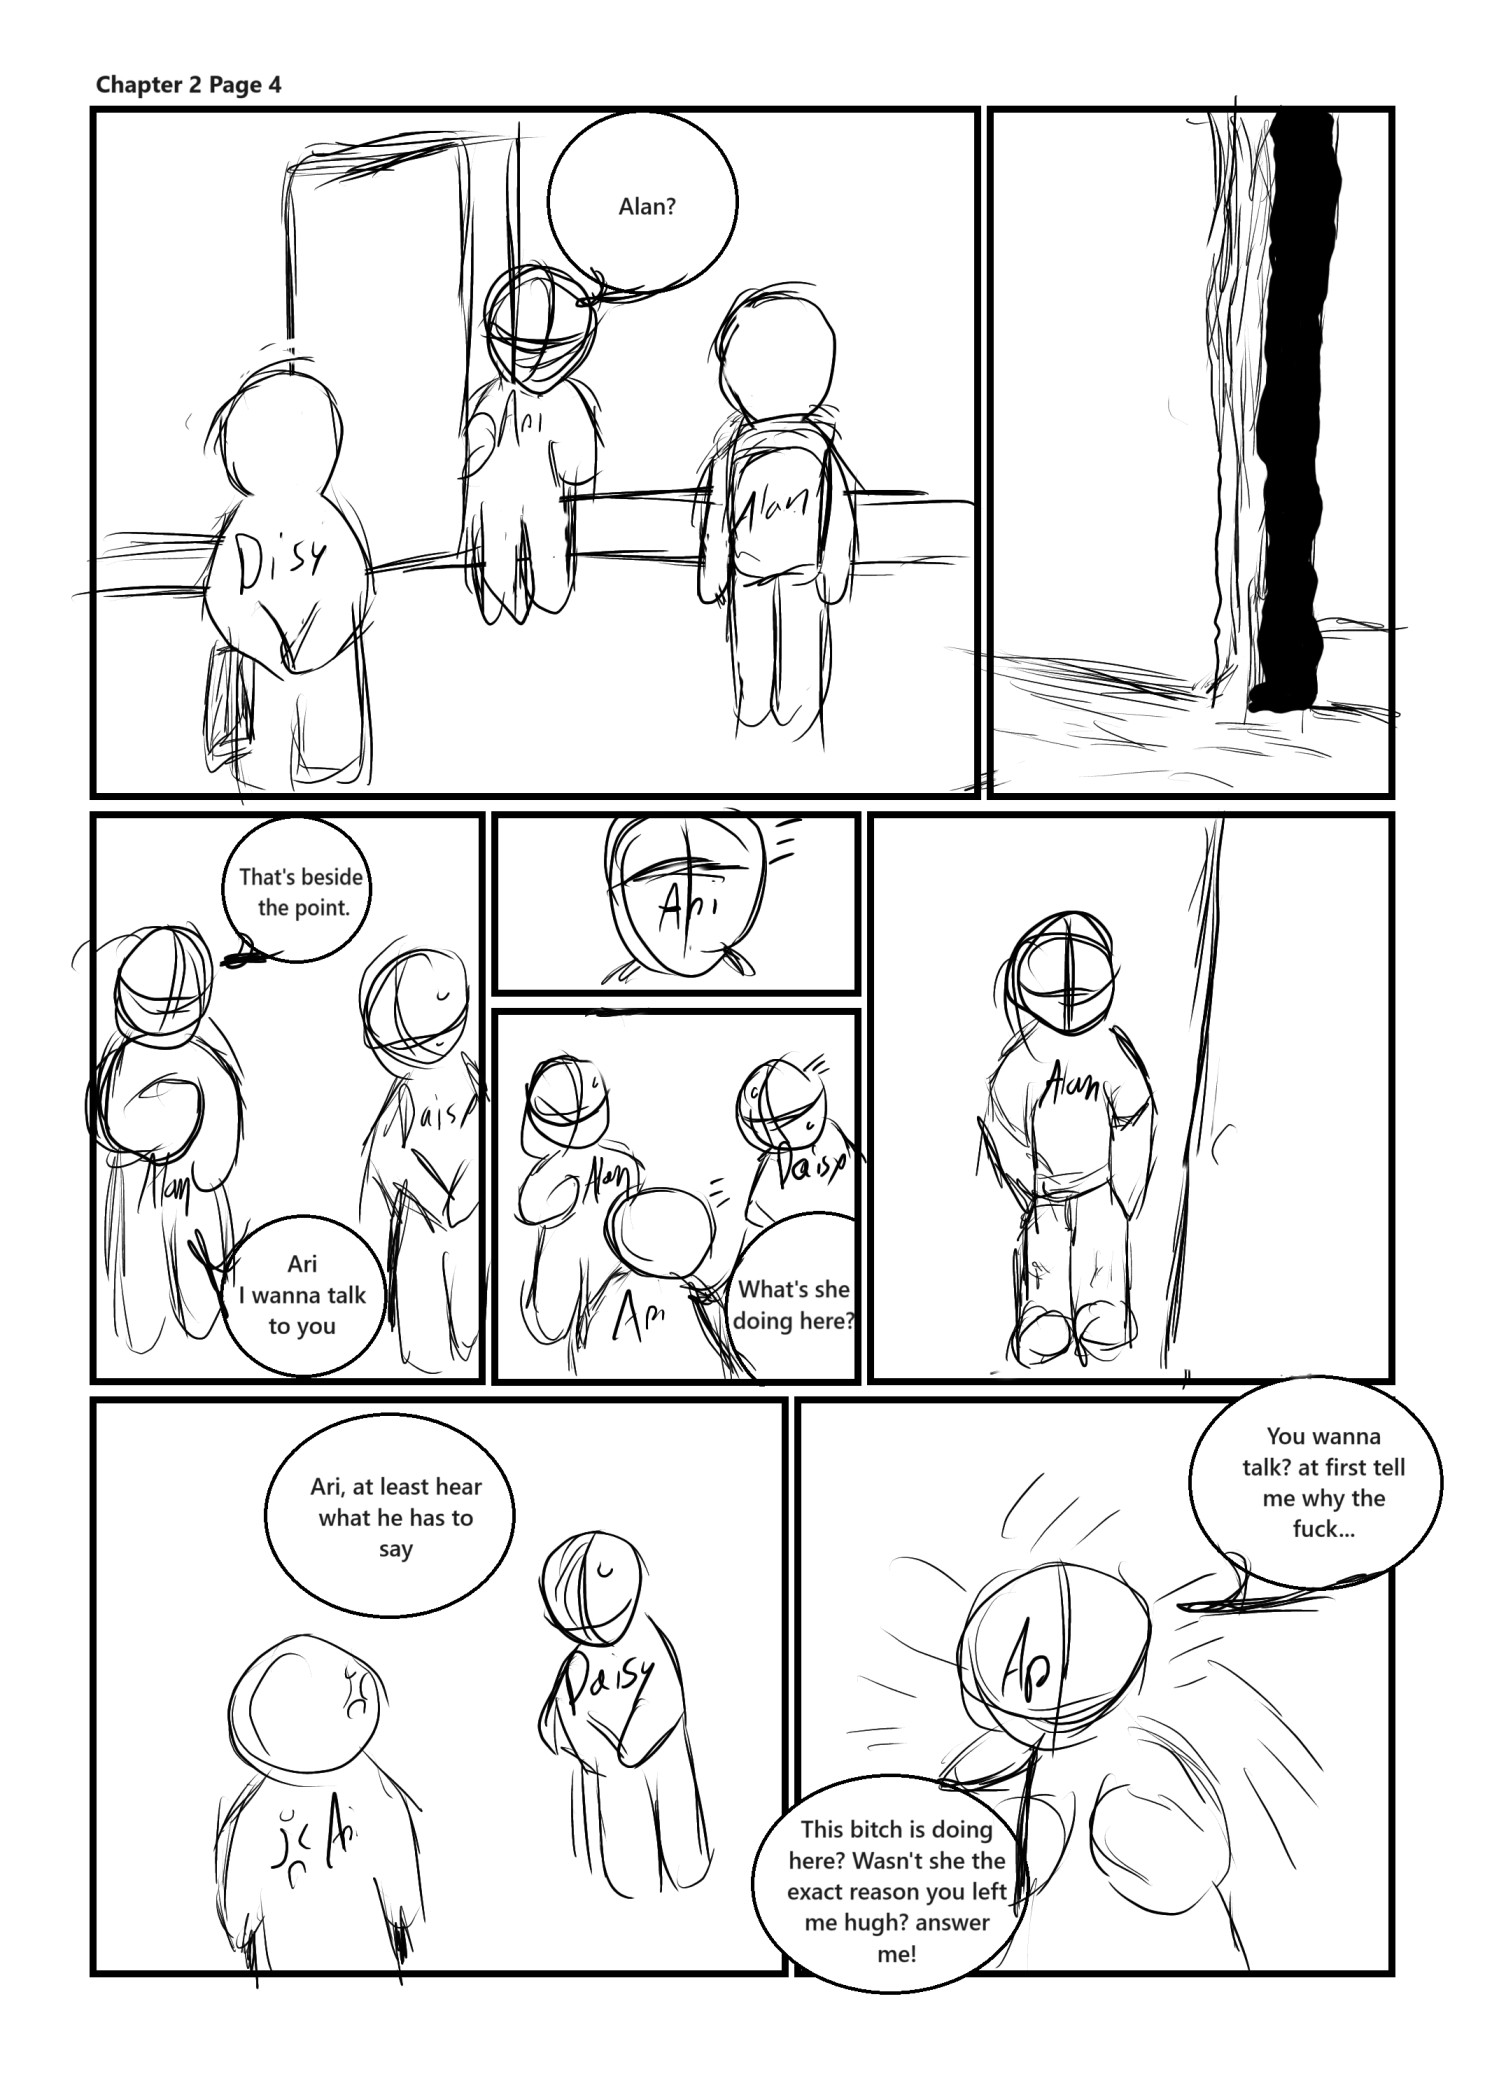 Chapter 2 Page 4
Alan?
Ari
Alan
Disy
That's beside
the point.
Daisy
Alan
Ari
I wanna talk
to you
Ari
Alan
Daisy
Ari
What's she
doing here?
Alan
Ari, at least hear
what he has to
say
Daisy
Ari
You wanna
talk? at first tell
me why the
fuck...
Ari
This bitch is doing
here? Wasn't she the
exact reason you left
me hugh? answer
me!